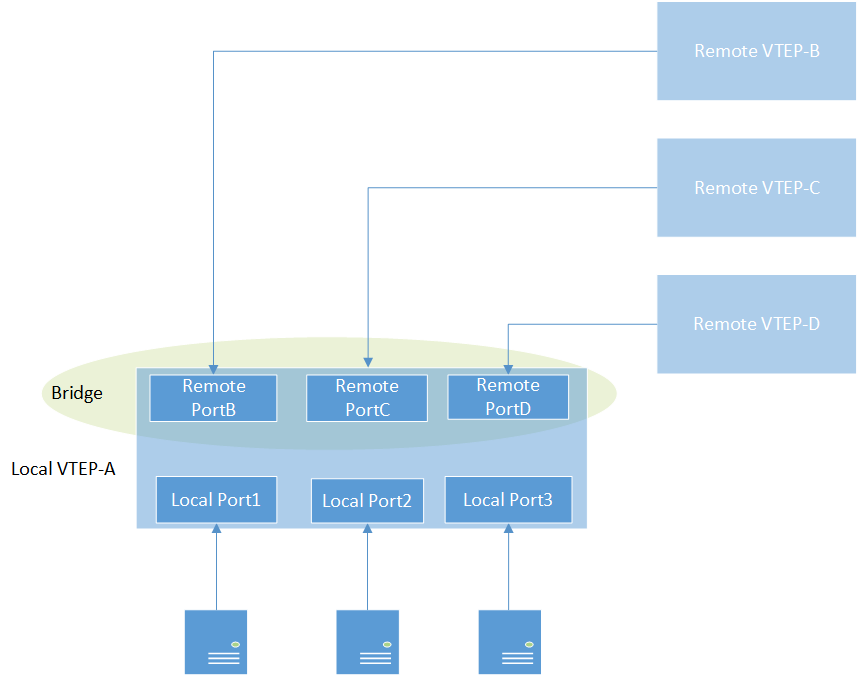 Remote VTEP-B
Remote VTEP-C
Remote VTEP-D
Bridge
Remote
PortB
Remote
PortC
Remote
PortD
Local VTEP-A
Local Port1
Local Port2
Local Port3